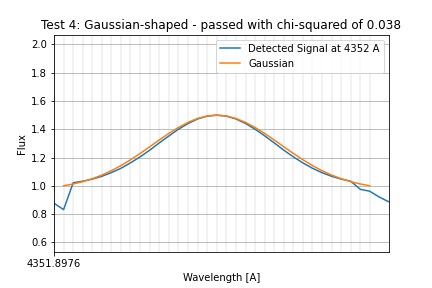 Test 4: Gaussian-shaped - passed with chi-squared of 0.038
Detected Signal at 4352 A
Gaussian
2.0
1.8
1.6
1.4
1.2
1.0
0.8
0.6
Flux
4351.8976
Wavelength [A]